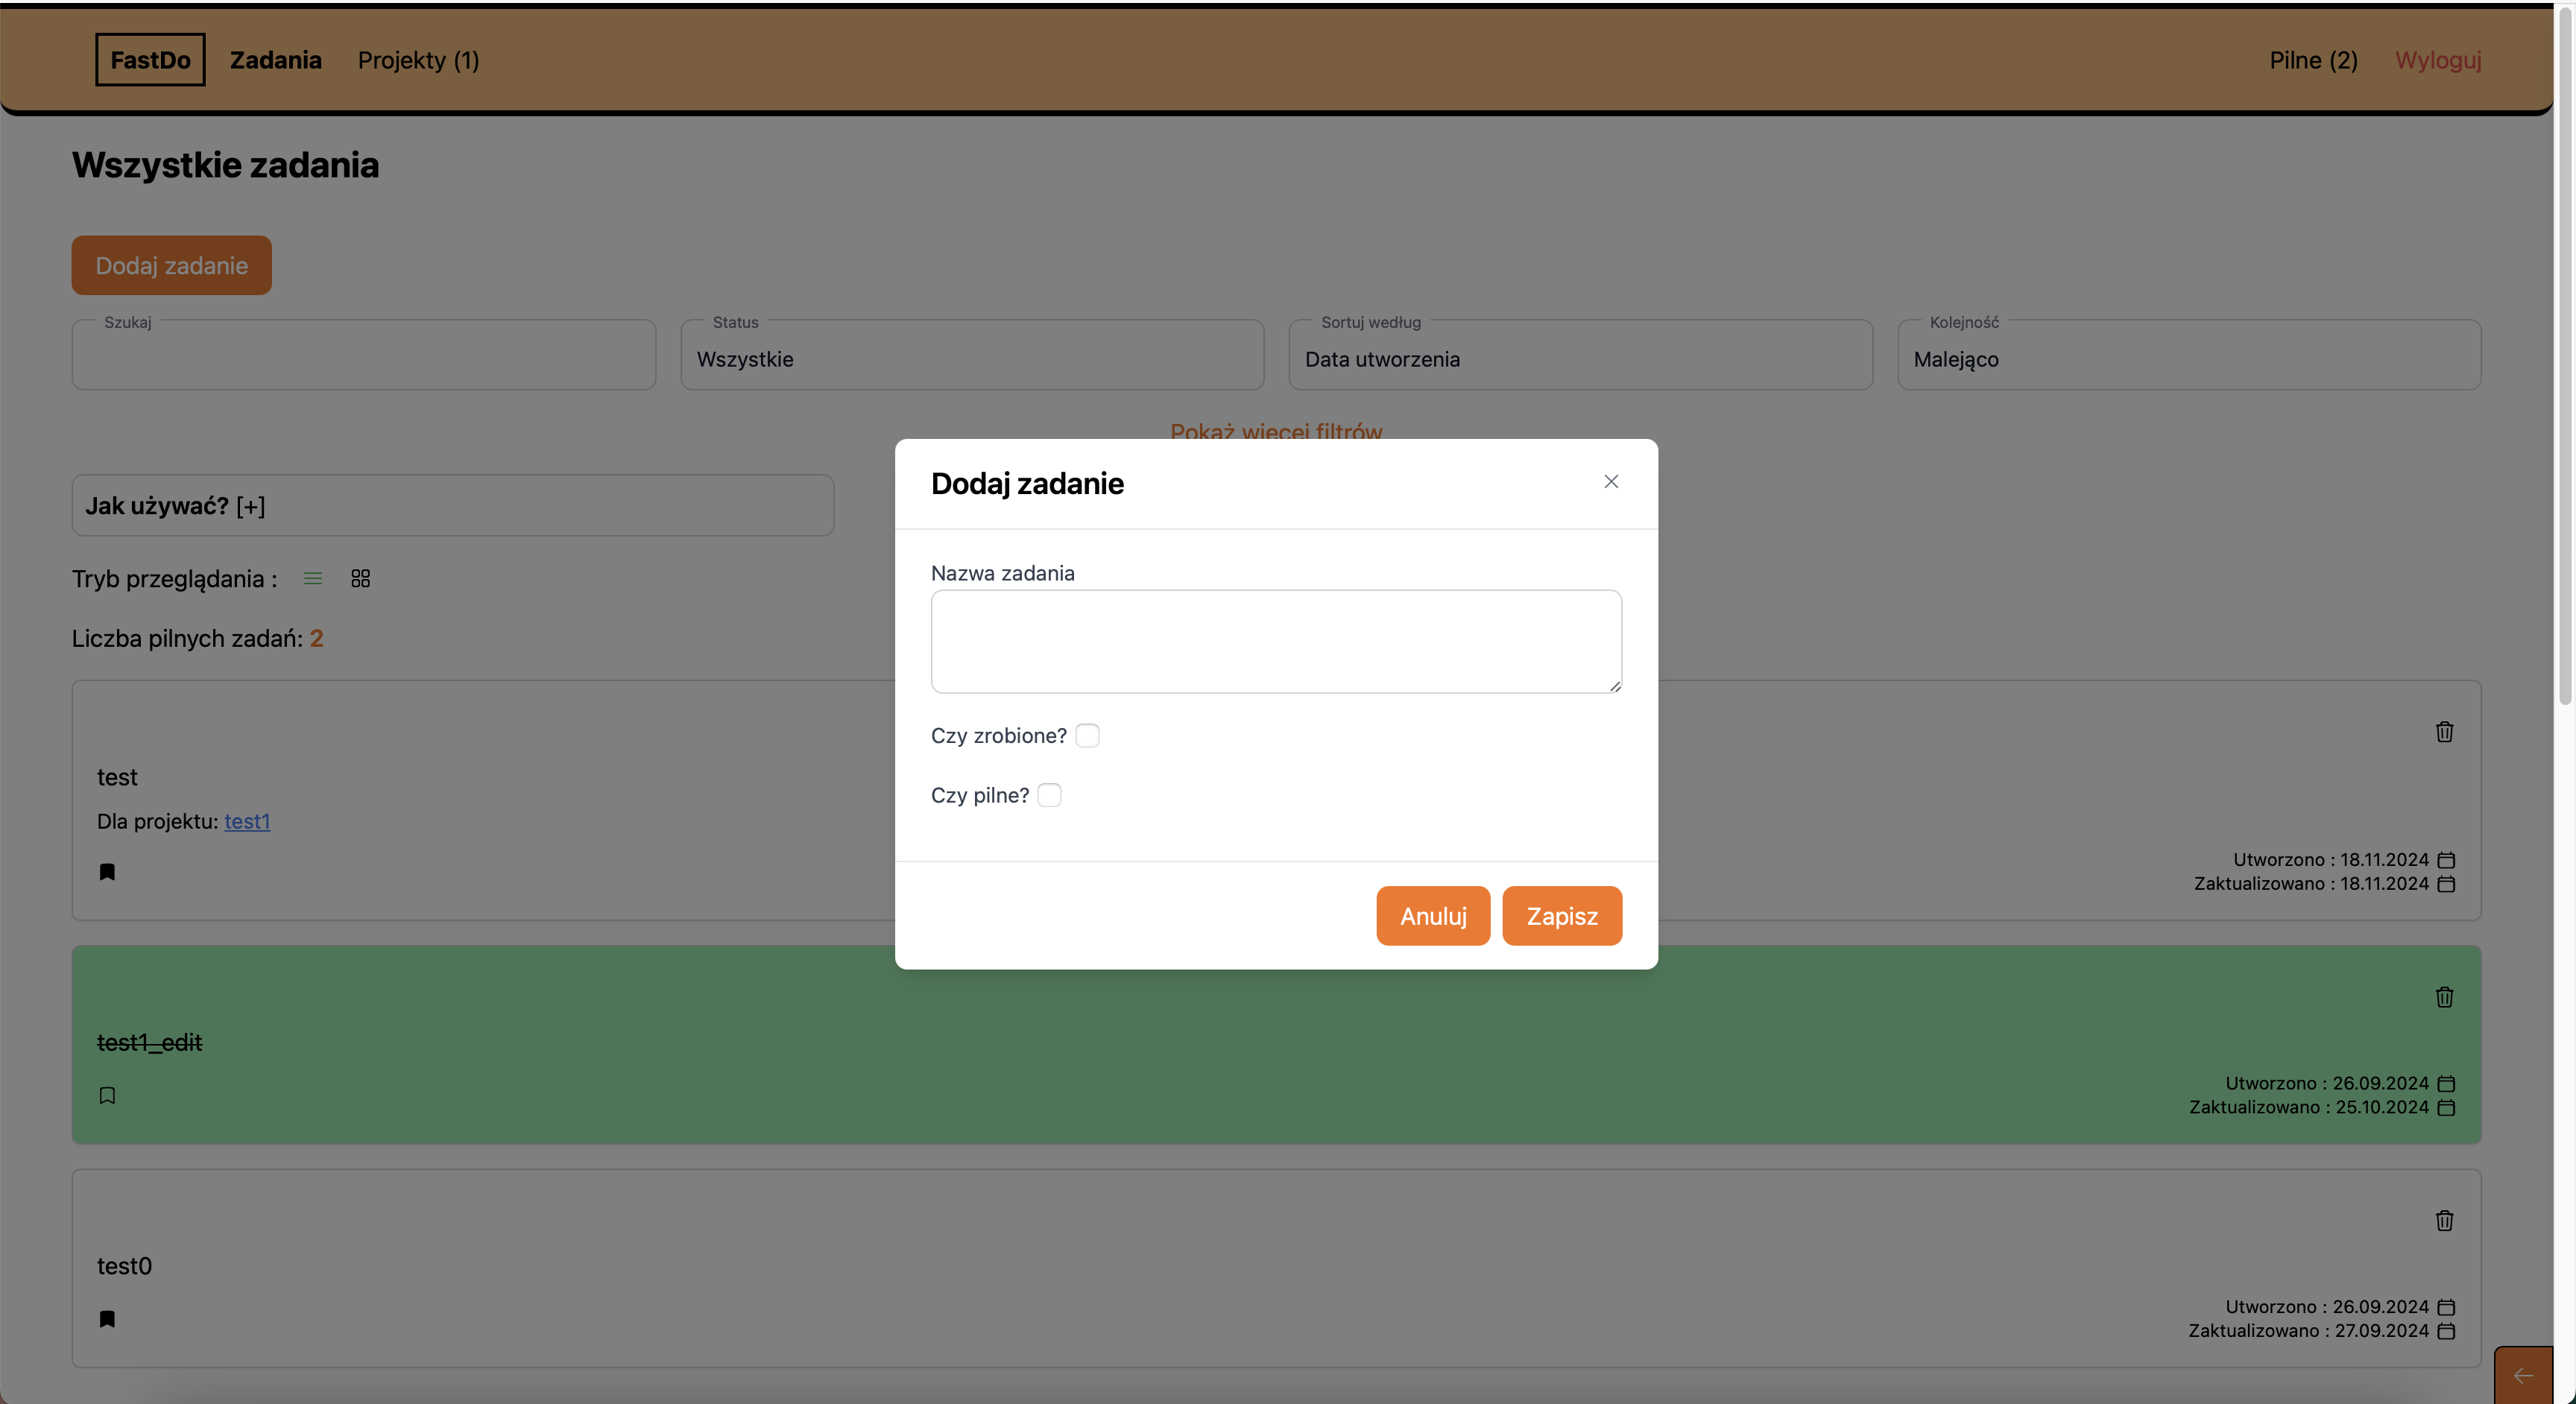 FastDo Zadania Projekty (1) Pilne (2) Wyloguj
Wszystkie zadania
Dodaj zadanie
Szukaj Status Sortuj według Kolejność
Wszystkie Data utworzenia Malejąco
Pokaż więcej filtrów
Jak używać? [+]
Tryb przeglądania :
Liczba pilnych zadań: 2
Dodaj zadanie
Nazwa zadania
Czy zrobione?
Czy pilne?
Anuluj Zapisz
test
Dla projektu: test1
Utworzono : 18.11.2024
Zaktualizowano : 18.11.2024
test1_edit
Utworzono : 26.09.2024
Zaktualizowano : 25.10.2024
test0
Utworzono : 26.09.2024
Zaktualizowano : 27.09.2024